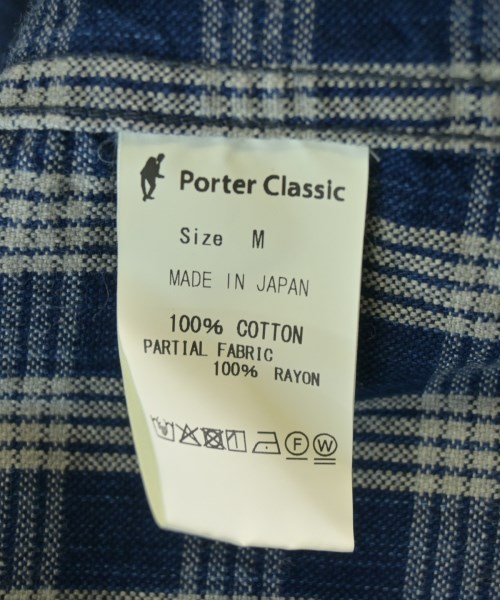 Porter Classic
Size M
MADE IN JAPAN
100% COTTON
PARTIAL FABRIC
100% RAYON
F W